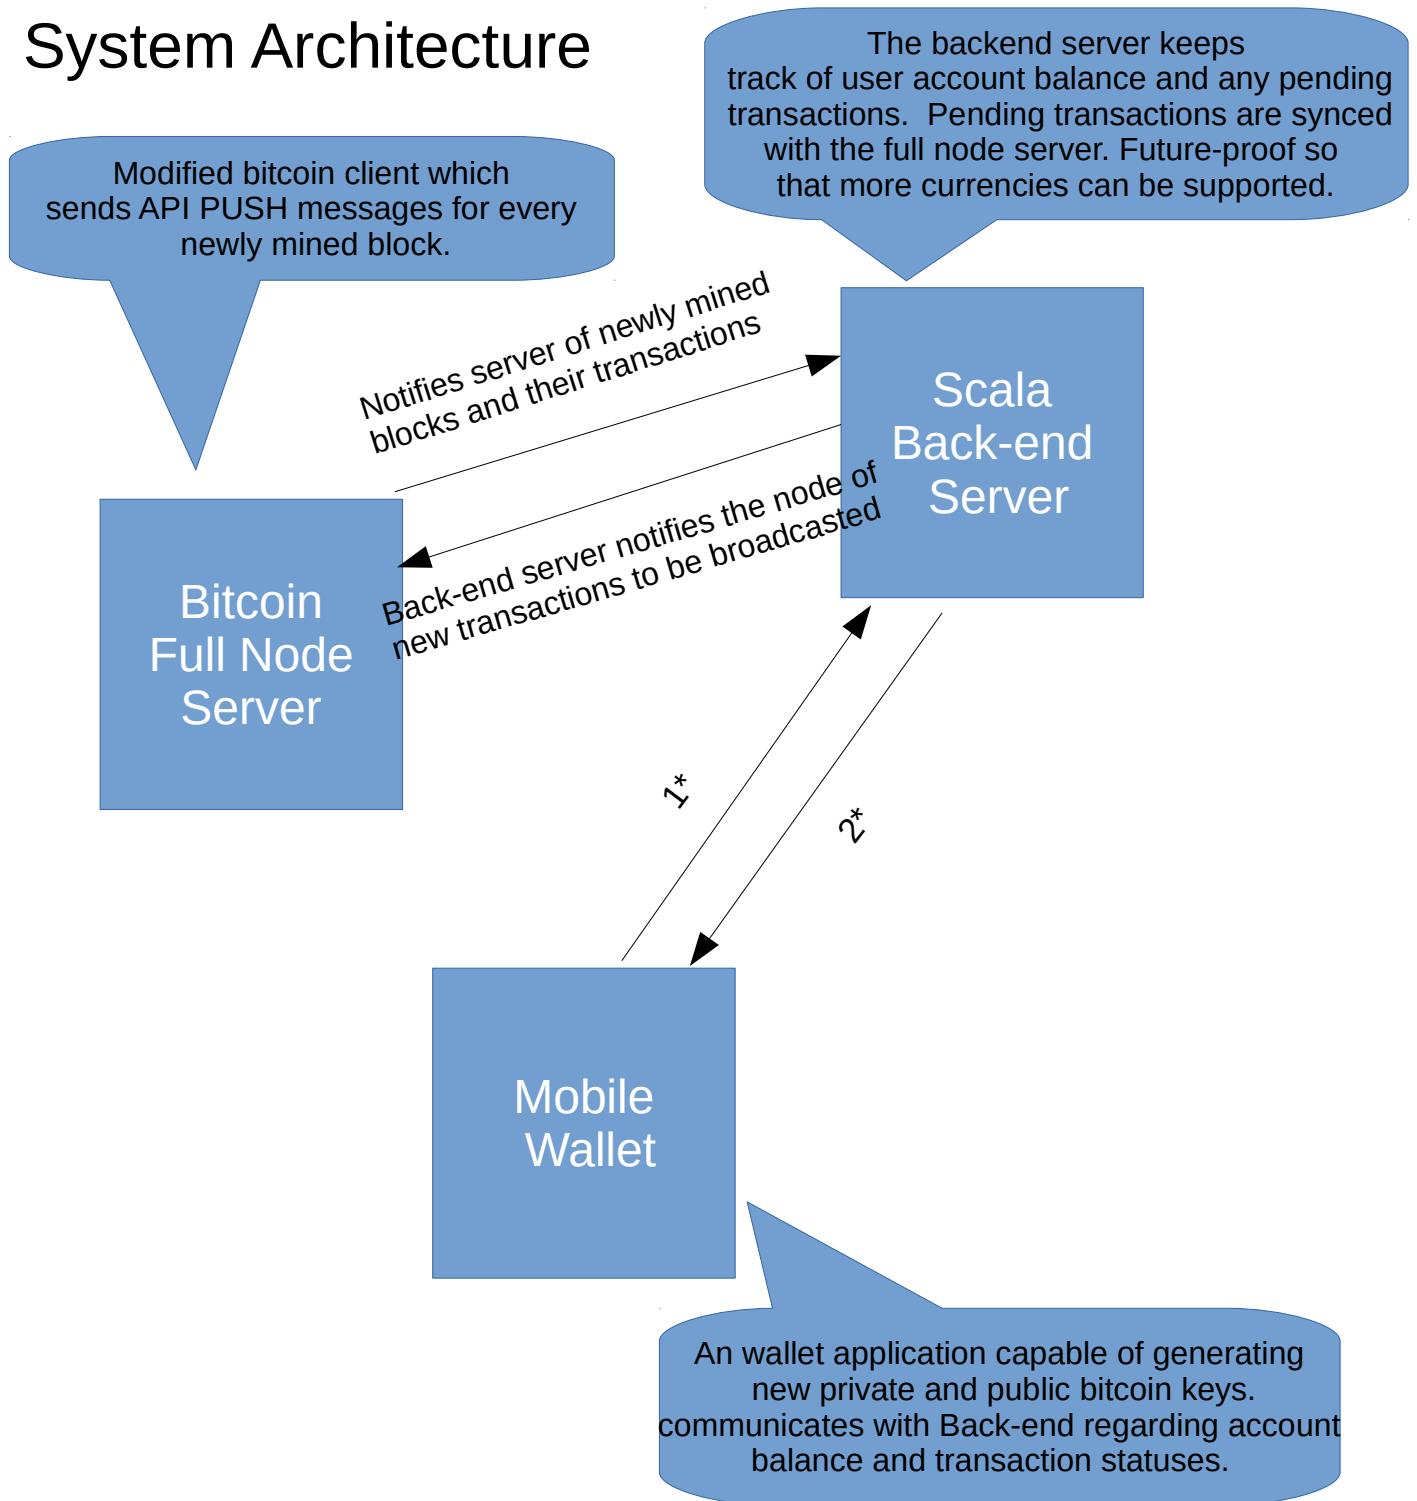 System Architecture
The backend server keeps
track of user account balance and any pending
transactions.  Pending transactions are synced
with the full node server. Future-proof so
that more currencies can be supported.
Modified bitcoin client which
sends API PUSH messages for every
newly mined block.
Notifies server of newly mined
blocks and their transactions
Scala
Back-end
Server
Back-end server notifies the node of
new transactions to be broadcasted
Bitcoin
Full Node
Server
1*
2*
Mobile
Wallet
An wallet application capable of generating
new private and public bitcoin keys.
communicates with Back-end regarding account
balance and transaction statuses.